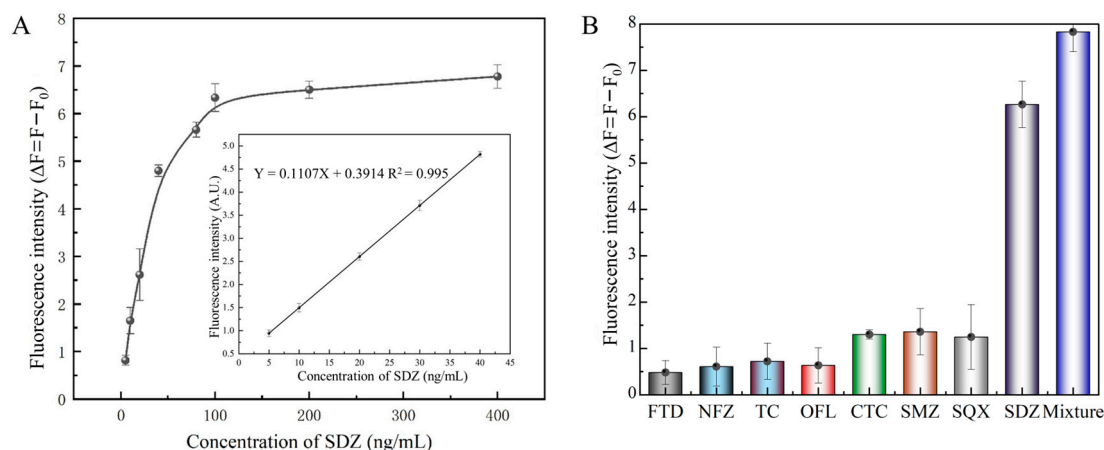 A
Fluorescence intensity (ΔF=F−F₀)
8
7
6
5
4
3
2
1
0
0 100 200 300 400
Concentration of SDZ (ng/mL)
Y = 0.1107X + 0.3914 R² = 0.995
Fluorescence intensity (A.U.)
5.0
4.5
4.0
3.5
3.0
2.5
2.0
1.5
1.0
0.5
0 5 10 15 20 25 30 35 40 45
Concentration of SDZ (ng/mL)
B
Fluorescence intensity (ΔF=F−F₀)
8
7
6
5
4
3
2
1
0
FTD NFZ TC OFL CTC SMZ SQX SDZ Mixture